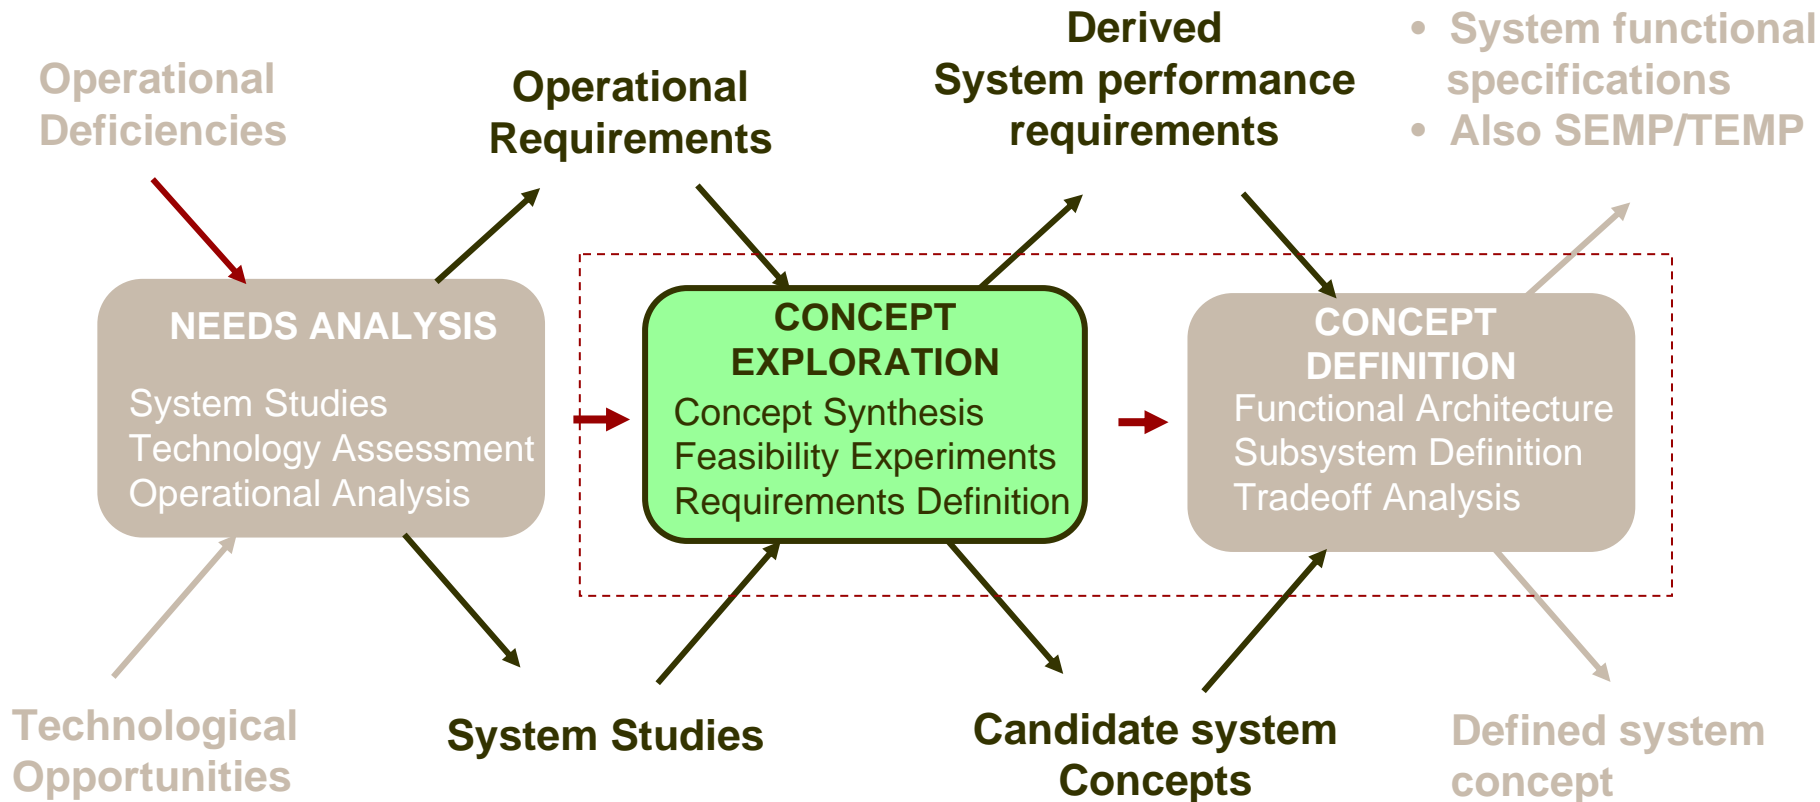 Operational
Deficiencies
Operational
Requirements
Derived
System performance
requirements
• System functional
specifications
• Also SEMP/TEMP
NEEDS ANALYSIS
System Studies
Technology Assessment
Operational Analysis
CONCEPT
EXPLORATION
Concept Synthesis
Feasibility Experiments
Requirements Definition
CONCEPT
DEFINITION
Functional Architecture
Subsystem Definition
Tradeoff Analysis
Technological
Opportunities
System Studies
Candidate system
Concepts
Defined system
concept